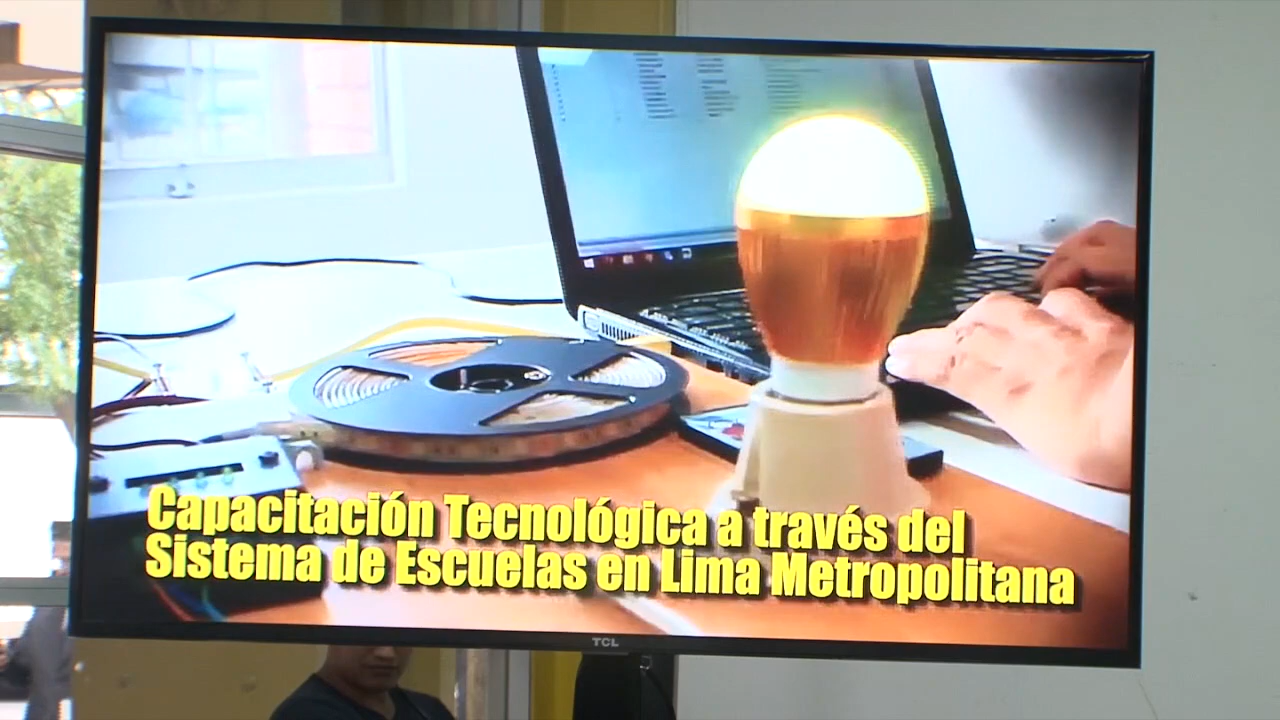 Capacitación Tecnológica a través del
Sistema de Escuelas en Lima Metropolitana
TCL